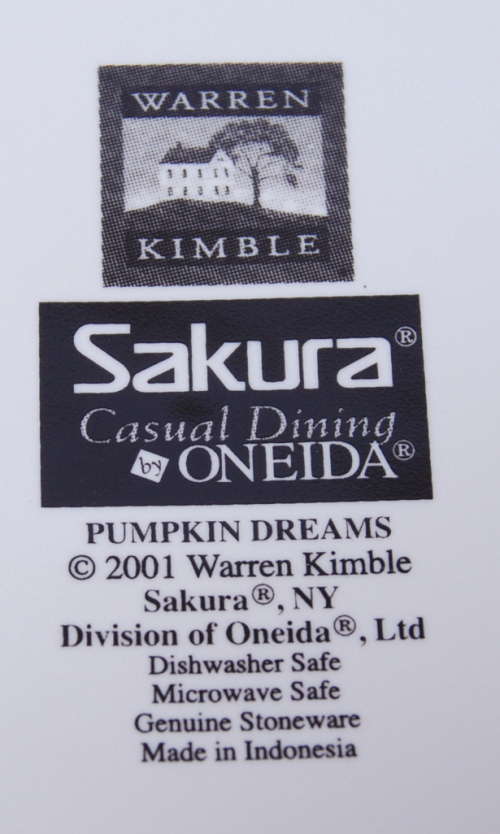 WARREN
KIMBLE
Sakura®
Casual Dining
by ONEIDA®
PUMPKIN DREAMS
© 2001 Warren Kimble
Sakura®, NY
Division of Oneida®, Ltd
Dishwasher Safe
Microwave Safe
Genuine Stoneware
Made in Indonesia